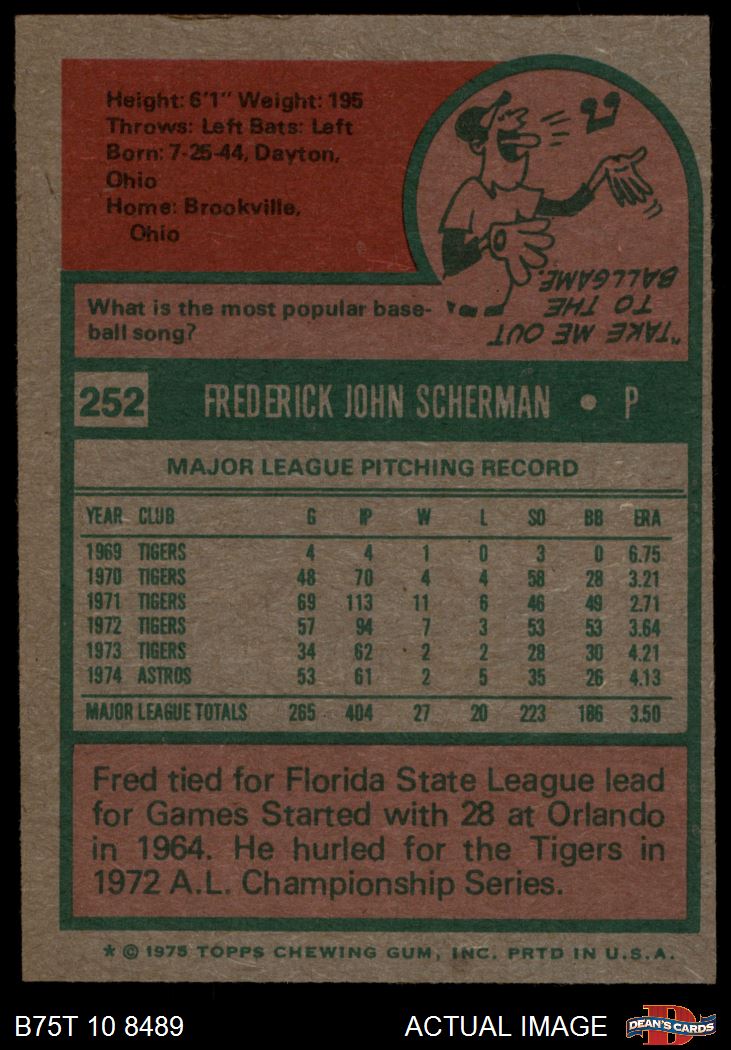 Height: 6'1" Weight: 195
Throws: Left Bats: Left
Born: 7-25-44, Dayton,
Ohio
Home: Brookville,
Ohio
What is the most popular base-
ball song?
"TAKE ME OUT
TO THE
BALLGAME.
252 FREDERICK JOHN SCHERMAN • P
MAJOR LEAGUE PITCHING RECORD
YEAR CLUB G IP W L SO BB ERA
1969 TIGERS 4 4 1 0 3 0 6.75
1970 TIGERS 48 70 4 4 58 28 3.21
1971 TIGERS 69 113 11 6 46 49 2.71
1972 TIGERS 57 94 7 3 53 53 3.64
1973 TIGERS 34 62 2 2 28 30 4.21
1974 ASTROS 53 61 2 5 35 26 4.13
MAJOR LEAGUE TOTALS 265 404 27 20 223 186 3.50
Fred tied for Florida State League lead
for Games Started with 28 at Orlando
in 1964. He hurled for the Tigers in
1972 A.L. Championship Series.
* © 1975 TOPPS CHEWING GUM, INC. PRTD IN U.S.A.
B75T 10 8489 ACTUAL IMAGE
DEAN'S CARDS